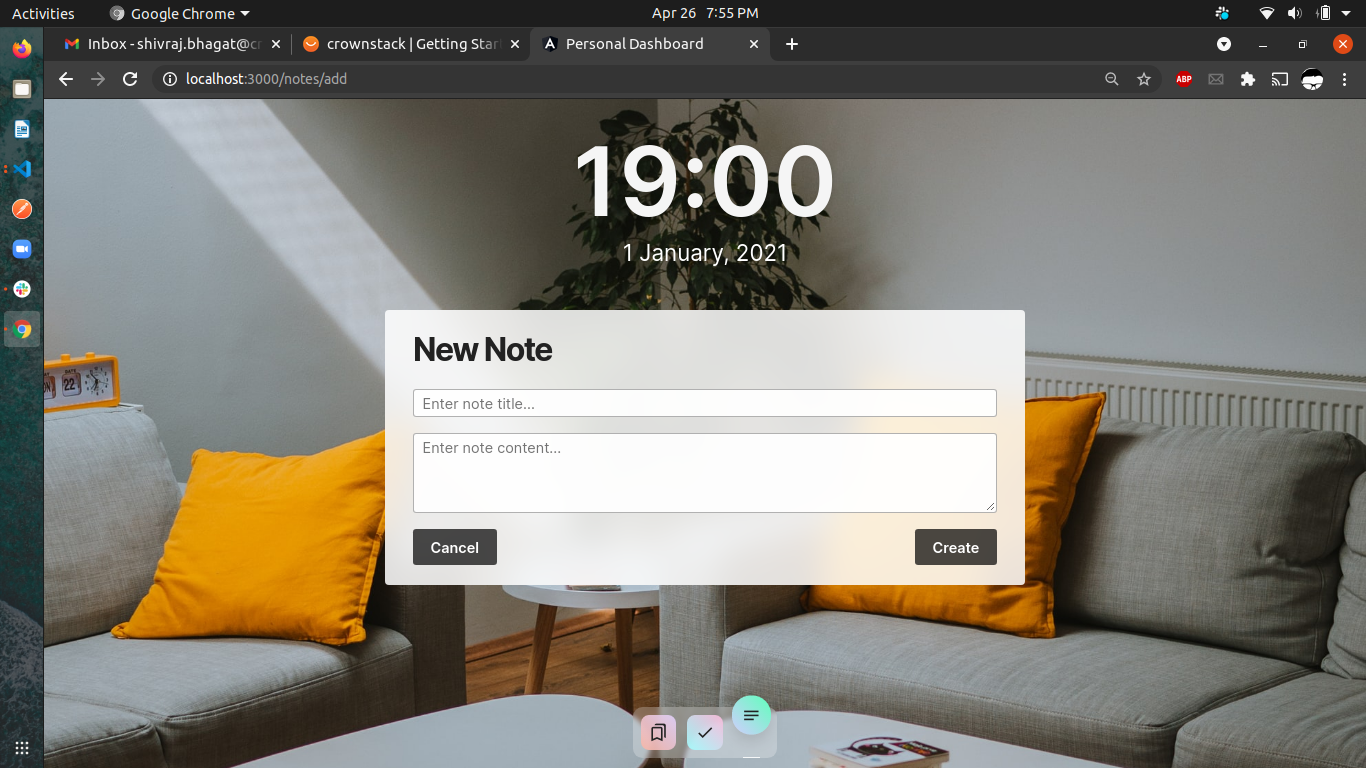 Activities
Google Chrome
Apr 26 7:55 PM
Inbox - shivraj.bhagat@cr
crownstack | Getting Star
Personal Dashboard
localhost:3000/notes/add
ABP
19:00
1 January, 2021
New Note
Enter note title...
Enter note content...
Cancel
Create
22